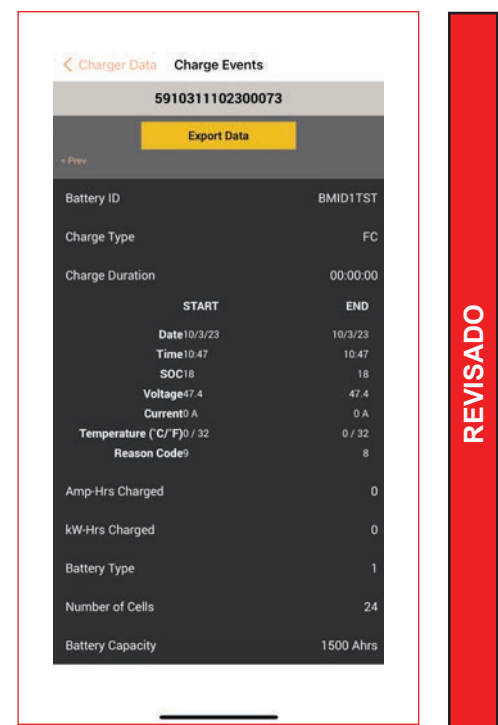 Charger Data Charge Events
5910311102300073
Export Data
< Prev
Battery ID BMID1TST
Charge Type FC
Charge Duration 00:00:00
START END
Date10/3/23 10/3/23
Time10:47 10:47
SOC18 18
Voltage47.4 47.4
Current0 A 0 A
Temperature (°C/°F)0 / 32 0 / 32
Reason Code9 8
Amp-Hrs Charged 0
kW-Hrs Charged 0
Battery Type 1
Number of Cells 24
Battery Capacity 1500 Ahrs
REVISADO